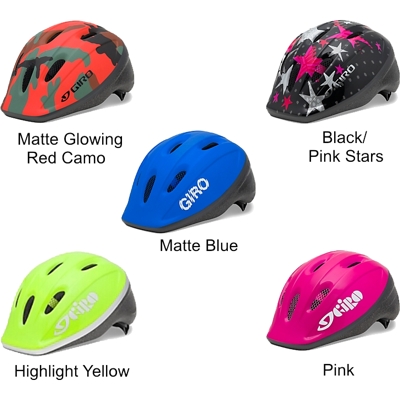 GIRO
GIRO
Matte Glowing
Red Camo
Black/
Pink Stars
GIRO
Matte Blue
GIRO
GIRO
Highlight Yellow
Pink